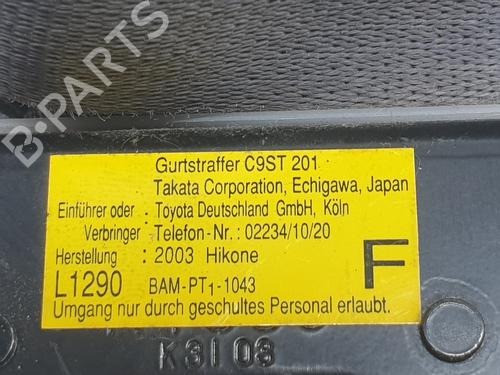 B-PARTS
Gurtstraffer C9ST 201
Takata Corporation, Echigawa, Japan
Einführer oder : Toyota Deutschland GmbH, Köln
Verbringer Telefon-Nr.: 02234/10/20
Herstellung : 2003 Hikone
F
L1290 BAM-PT1-1043
Umgang nur durch geschultes Personal erlaubt.
K3103